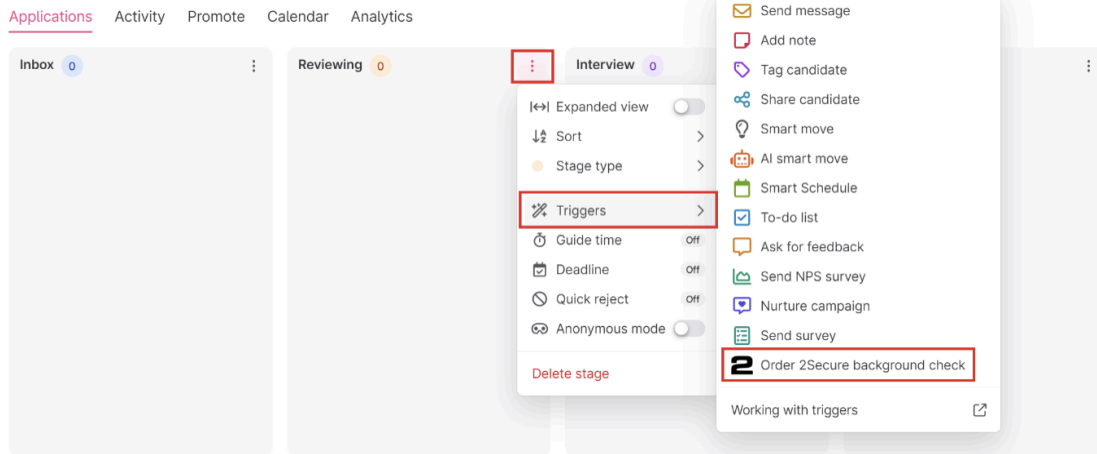 Applications Activity Promote Calendar Analytics
Inbox 0
Reviewing 0
Interview 0
Expanded view
Sort
Stage type
Triggers
Guide time Off
Deadline Off
Quick reject Off
Anonymous mode
Delete stage
Send message
Add note
Tag candidate
Share candidate
Smart move
AI smart move
Smart Schedule
To-do list
Ask for feedback
Send NPS survey
Nurture campaign
Send survey
2 Order 2Secure background check
Working with triggers